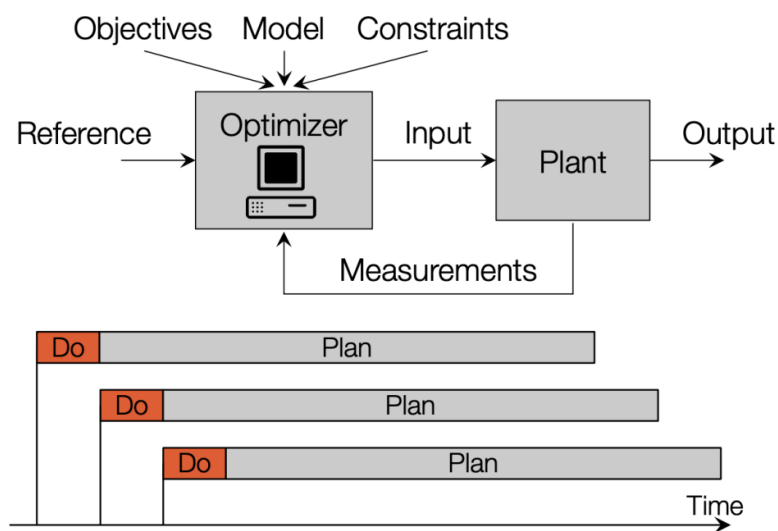 Objectives Model Constraints
Reference Optimizer Input Plant Output
Measurements
Do Plan
Do Plan
Do Plan
Time